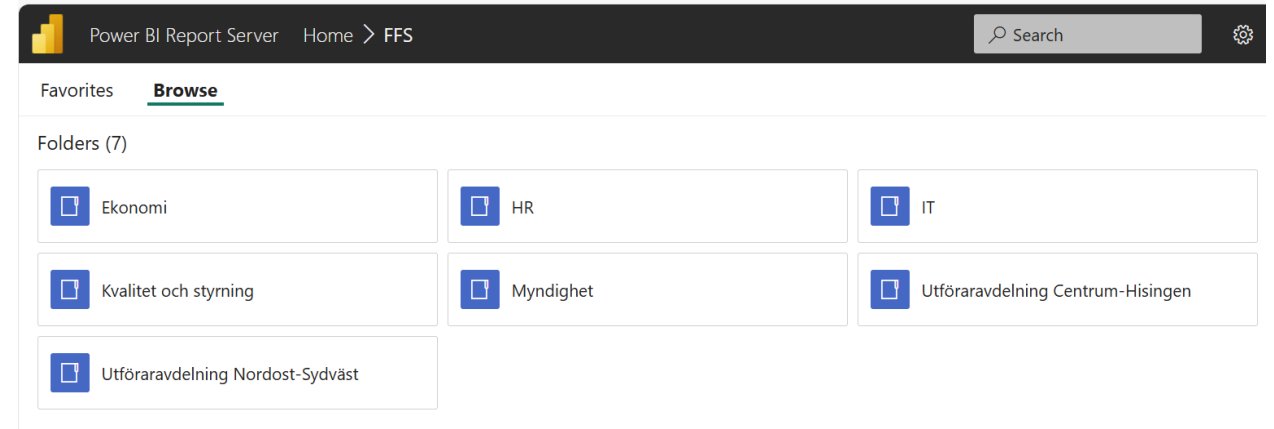 Power BI Report Server Home > FFS Search
Favorites Browse
Folders (7)
Ekonomi HR IT
Kvalitet och styrning Myndighet Utföraravdelning Centrum-Hisingen
Utföraravdelning Nordost-Sydväst